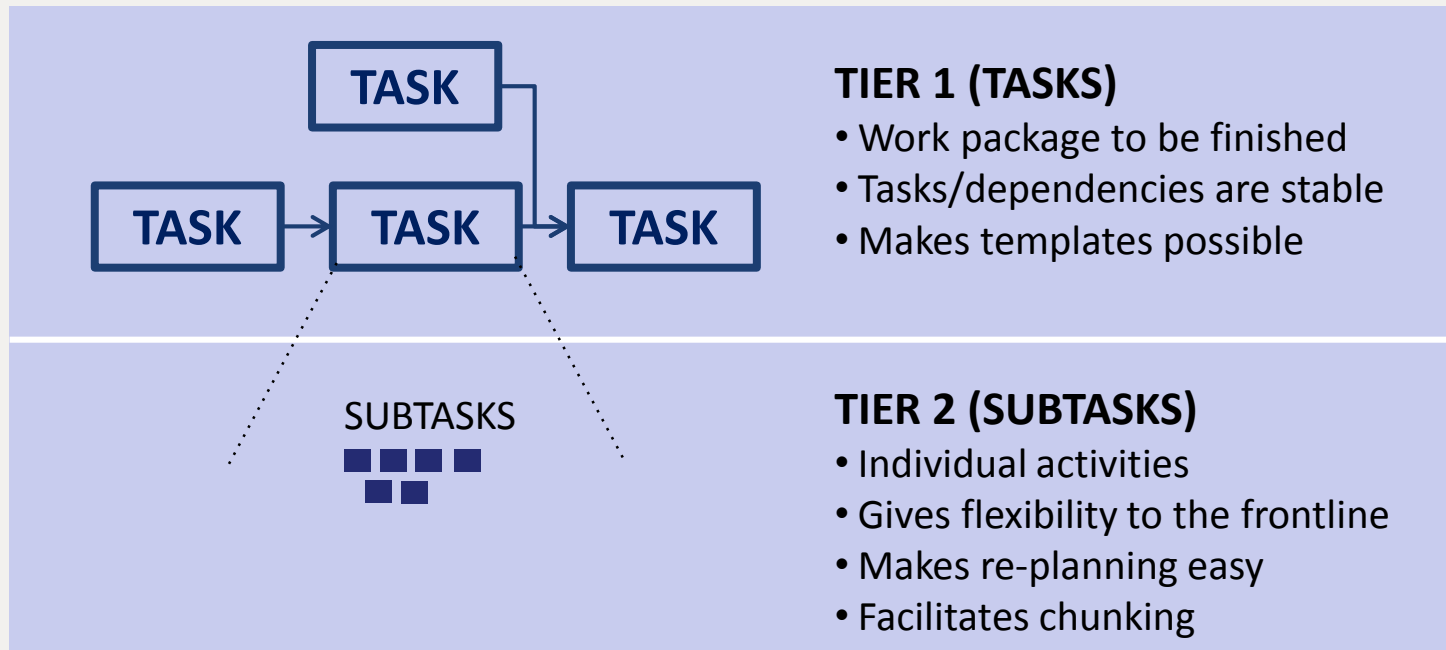 TASK
TASK
TASK
TASK
TIER 1 (TASKS)
• Work package to be finished
• Tasks/dependencies are stable
• Makes templates possible
SUBTASKS
TIER 2 (SUBTASKS)
• Individual activities
• Gives flexibility to the frontline
• Makes re-planning easy
• Facilitates chunking